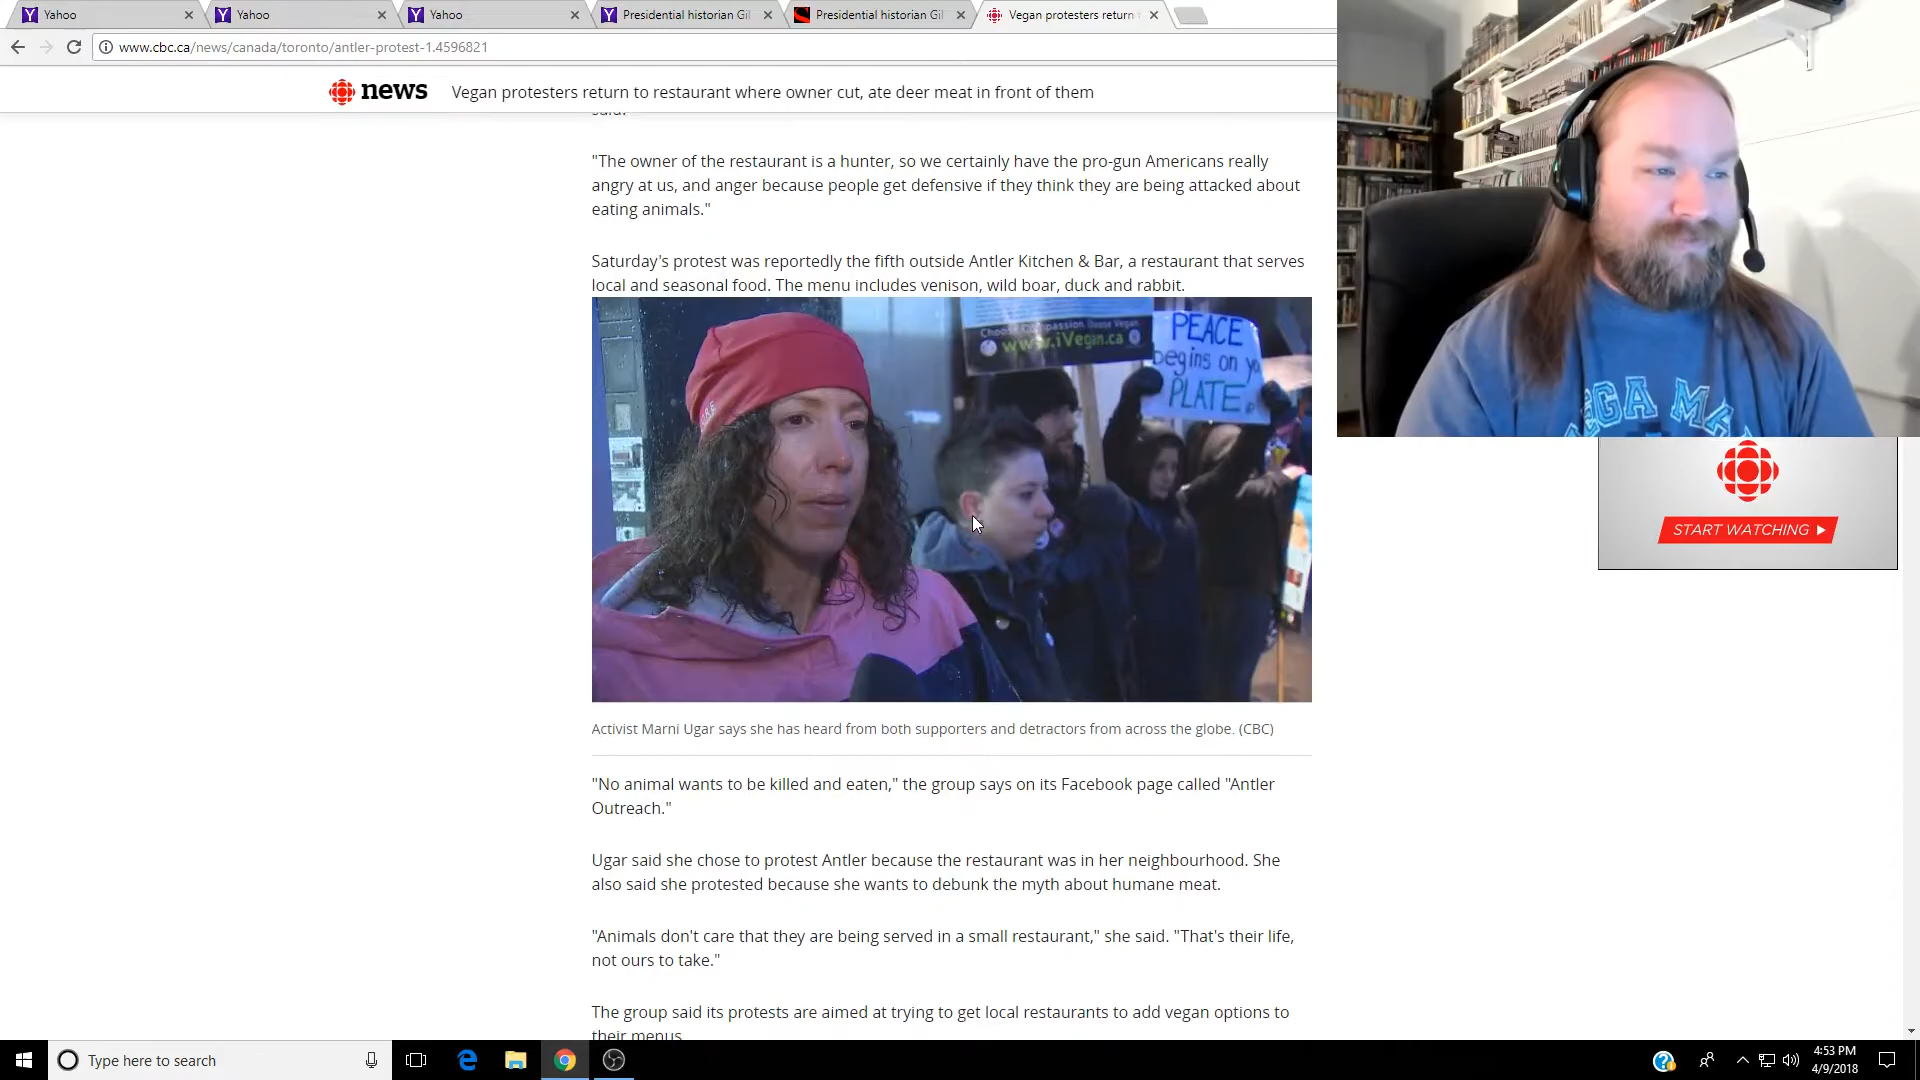 Yahoo
Yahoo
Yahoo
Presidential historian Gil
Presidential historian Gil
Vegan protesters return
www.cbc.ca/news/canada/toronto/antler-protest-1.4596821
news
Vegan protesters return to restaurant where owner cut, ate deer meat in front of them
said.
"The owner of the restaurant is a hunter, so we certainly have the pro-gun Americans really
angry at us, and anger because people get defensive if they think they are being attacked about
eating animals."
Saturday's protest was reportedly the fifth outside Antler Kitchen & Bar, a restaurant that serves
local and seasonal food. The menu includes venison, wild boar, duck and rabbit.
Choose Compassion. Choose Vegan
www.iVegan.ca
PEACE
begins on yo
PLATE
GA MA
START WATCHING
Activist Marni Ugar says she has heard from both supporters and detractors from across the globe. (CBC)
"No animal wants to be killed and eaten," the group says on its Facebook page called "Antler
Outreach."
Ugar said she chose to protest Antler because the restaurant was in her neighbourhood. She
also said she protested because she wants to debunk the myth about humane meat.
"Animals don't care that they are being served in a small restaurant," she said. "That's their life,
not ours to take."
The group said its protests are aimed at trying to get local restaurants to add vegan options to
their menus.
Type here to search
4:53 PM
4/9/2018